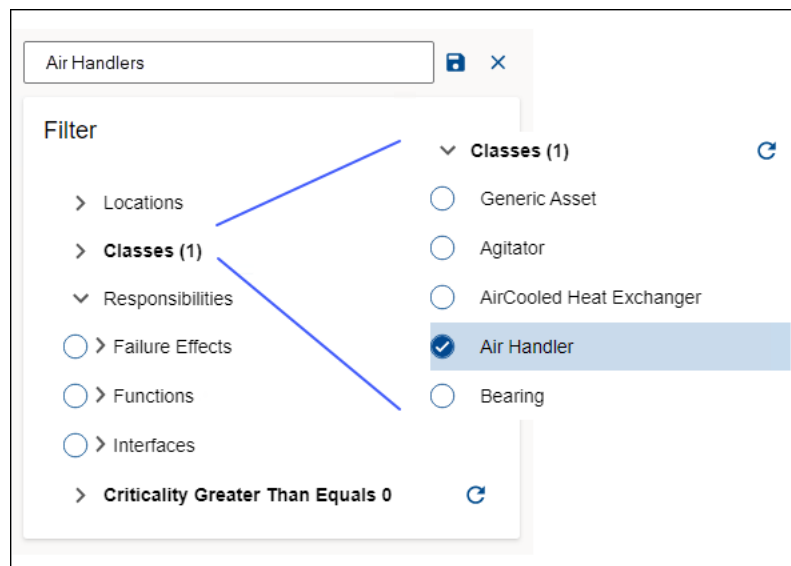 Air Handlers
Filter
Locations
Classes (1)
Responsibilities
Failure Effects
Functions
Interfaces
Criticality Greater Than Equals 0
Classes (1)
Generic Asset
Agitator
AirCooled Heat Exchanger
Air Handler
Bearing